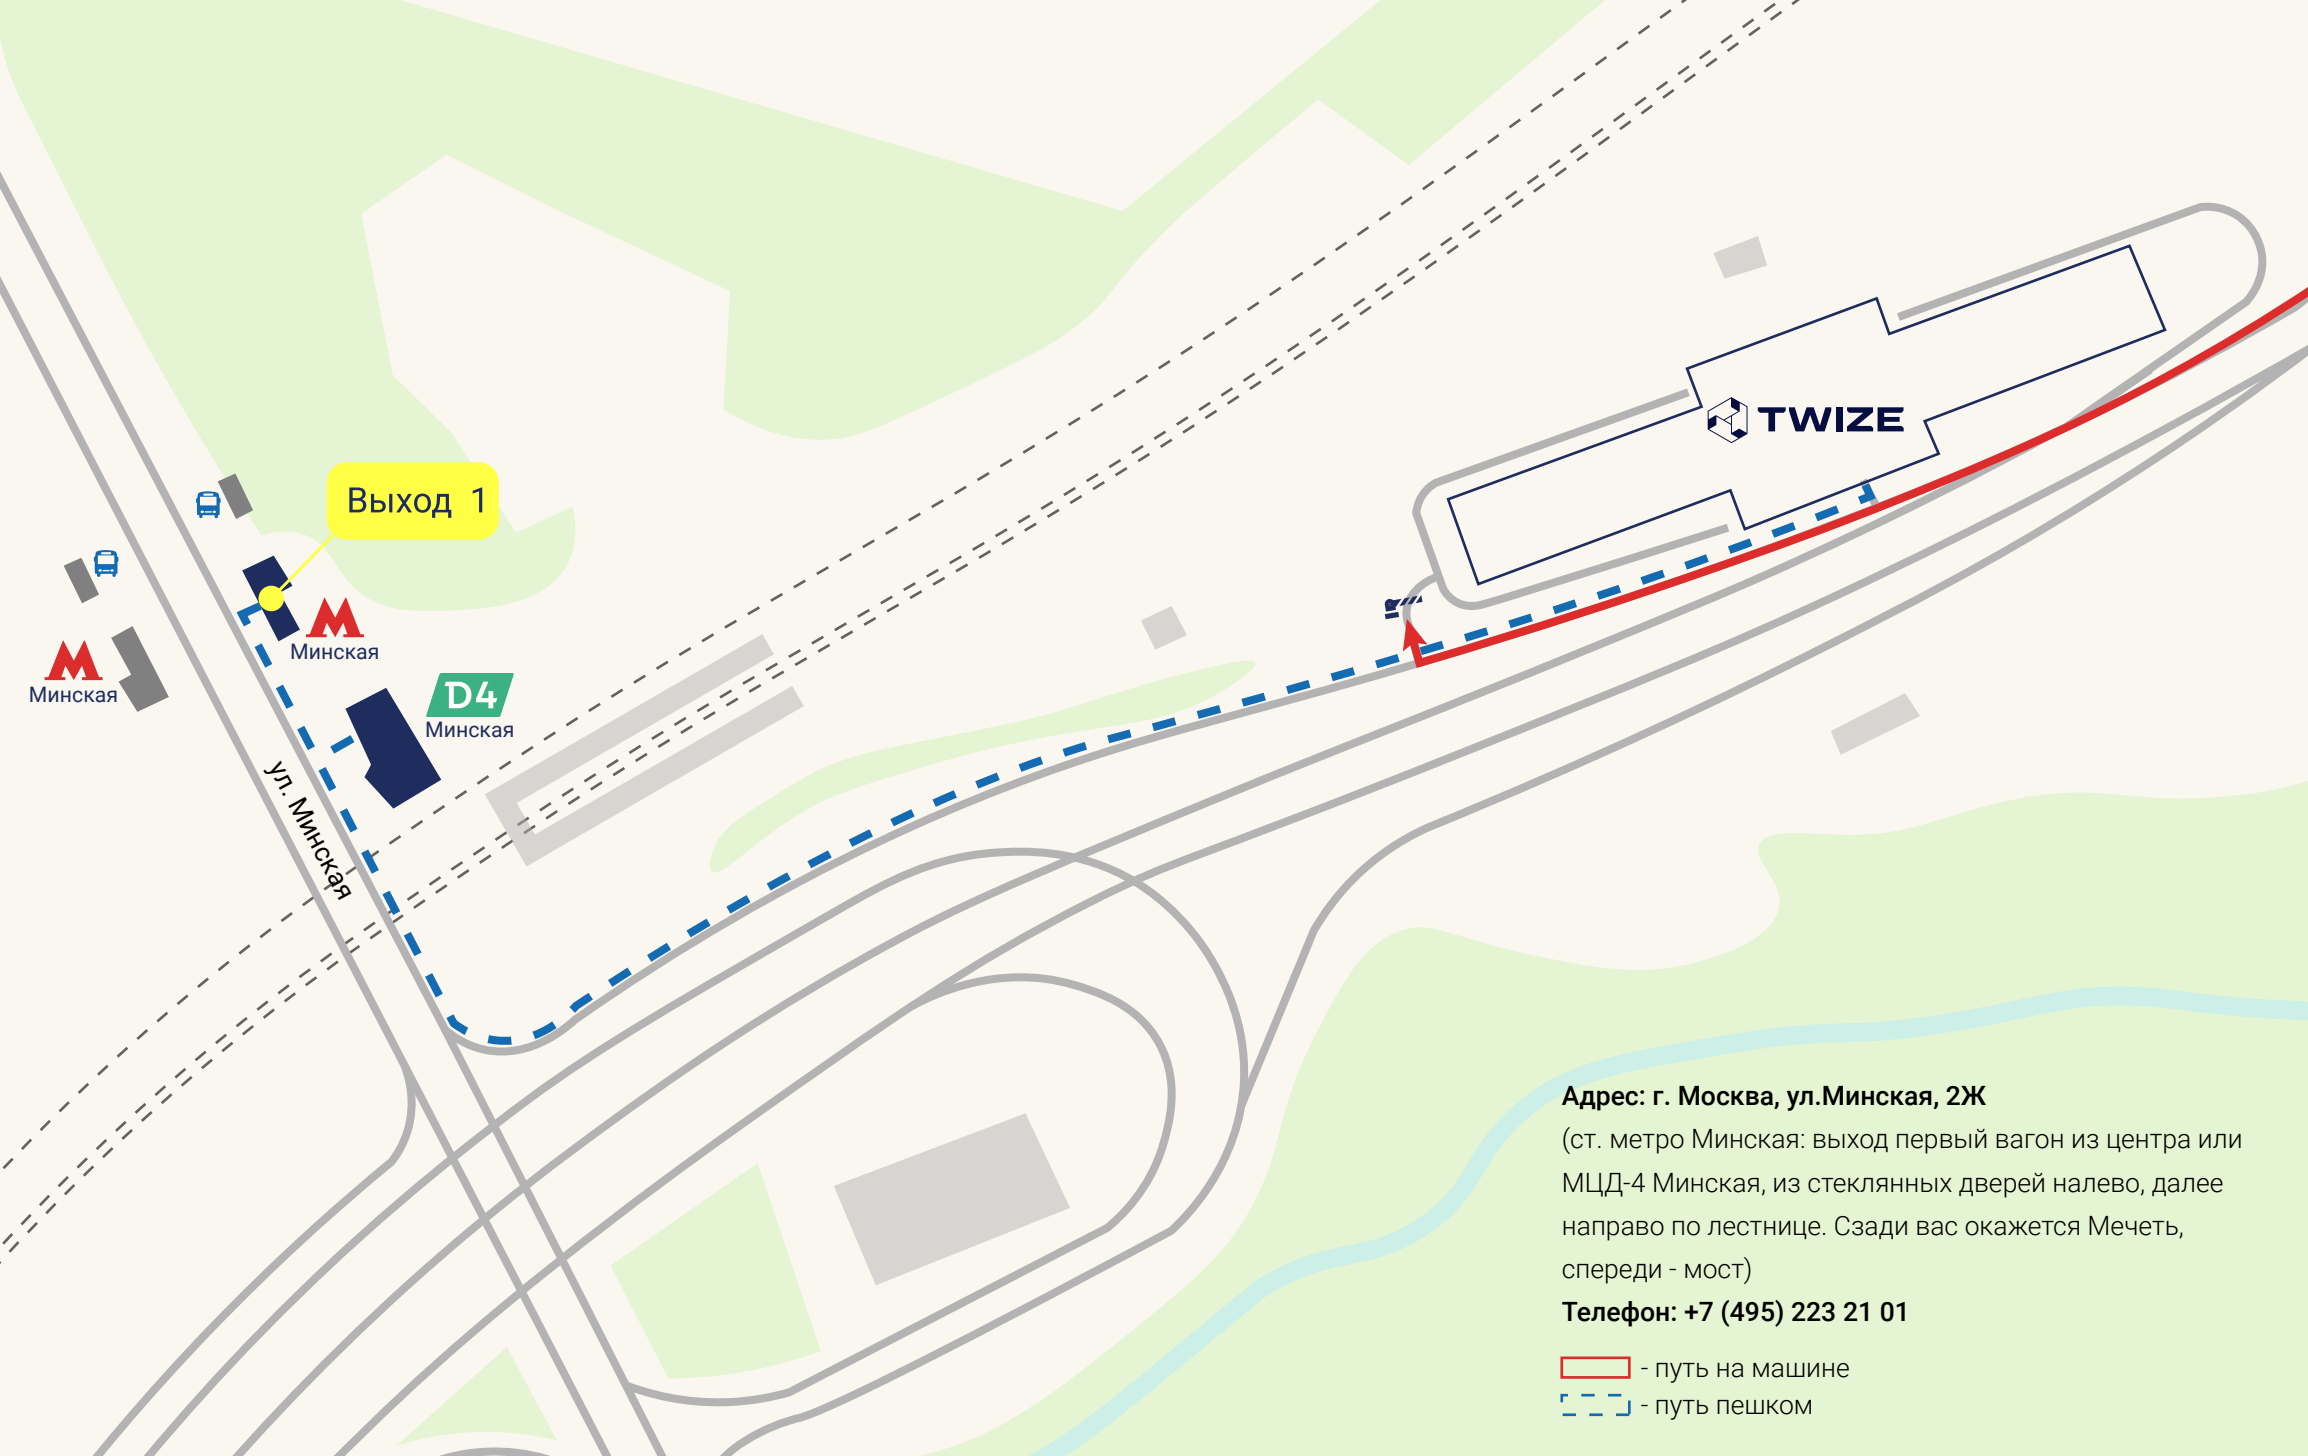 TWIZE
Выход 1
Минская
Минская
D4
Минская
ул. Минская
Адрес: г. Москва, ул.Минская, 2Ж
(ст. метро Минская: выход первый вагон из центра или
МЦД-4 Минская, из стеклянных дверей налево, далее
направо по лестнице. Сзади вас окажется Мечеть,
спереди - мост)
Телефон: +7 (495) 223 21 01
- путь на машине
- путь пешком